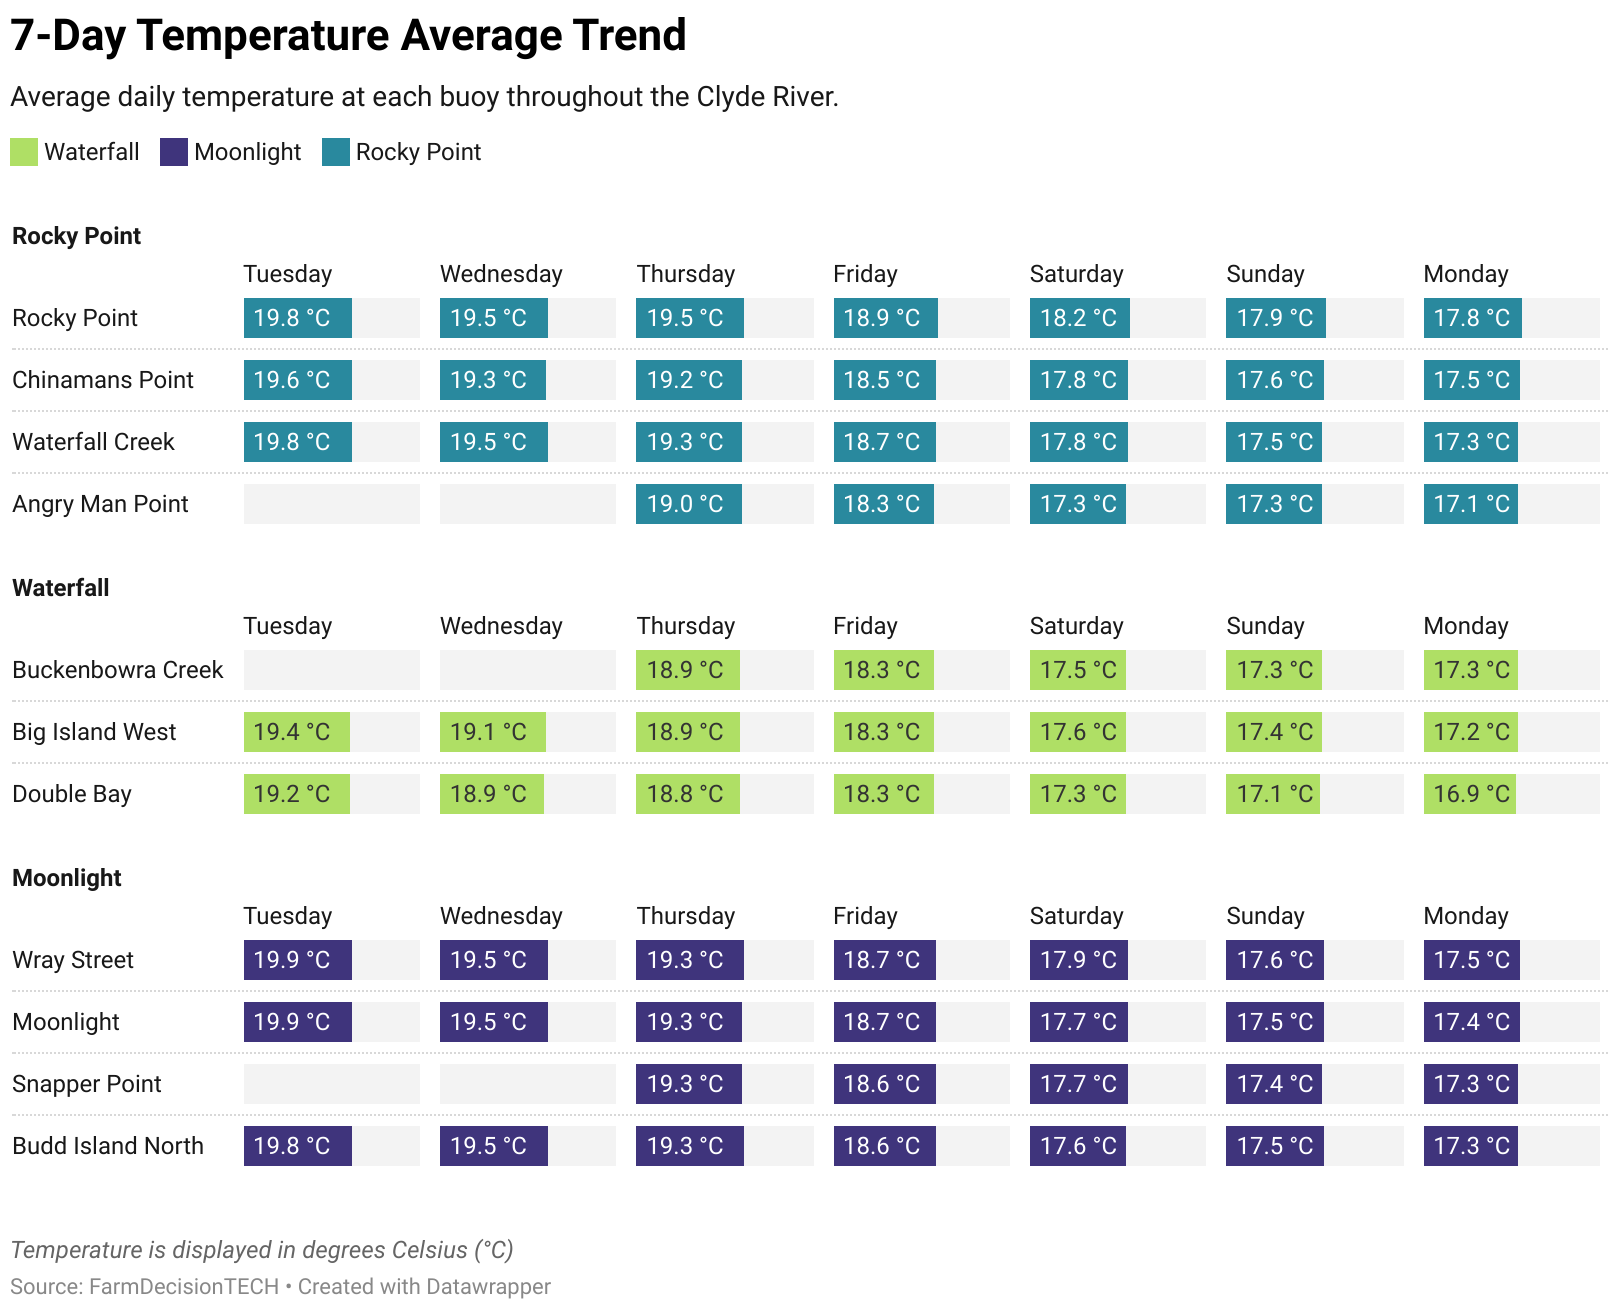 7-Day Temperature Average Trend
Average daily temperature at each buoy throughout the Clyde River.
Waterfall Moonlight Rocky Point
Rocky Point
Tuesday Wednesday Thursday Friday Saturday Sunday Monday
Rocky Point 19.8 °C 19.5 °C 19.5 °C 18.9 °C 18.2 °C 17.9 °C 17.8 °C
Chinamans Point 19.6 °C 19.3 °C 19.2 °C 18.5 °C 17.8 °C 17.6 °C 17.5 °C
Waterfall Creek 19.8 °C 19.5 °C 19.3 °C 18.7 °C 17.8 °C 17.5 °C 17.3 °C
Angry Man Point 19.0 °C 18.3 °C 17.3 °C 17.3 °C 17.1 °C
Waterfall
Tuesday Wednesday Thursday Friday Saturday Sunday Monday
Buckenbowra Creek 18.9 °C 18.3 °C 17.5 °C 17.3 °C 17.3 °C
Big Island West 19.4 °C 19.1 °C 18.9 °C 18.3 °C 17.6 °C 17.4 °C 17.2 °C
Double Bay 19.2 °C 18.9 °C 18.8 °C 18.3 °C 17.3 °C 17.1 °C 16.9 °C
Moonlight
Tuesday Wednesday Thursday Friday Saturday Sunday Monday
Wray Street 19.9 °C 19.5 °C 19.3 °C 18.7 °C 17.9 °C 17.6 °C 17.5 °C
Moonlight 19.9 °C 19.5 °C 19.3 °C 18.7 °C 17.7 °C 17.5 °C 17.4 °C
Snapper Point 19.3 °C 18.6 °C 17.7 °C 17.4 °C 17.3 °C
Budd Island North 19.8 °C 19.5 °C 19.3 °C 18.6 °C 17.6 °C 17.5 °C 17.3 °C
Temperature is displayed in degrees Celsius (°C)
Source: FarmDecisionTECH • Created with Datawrapper